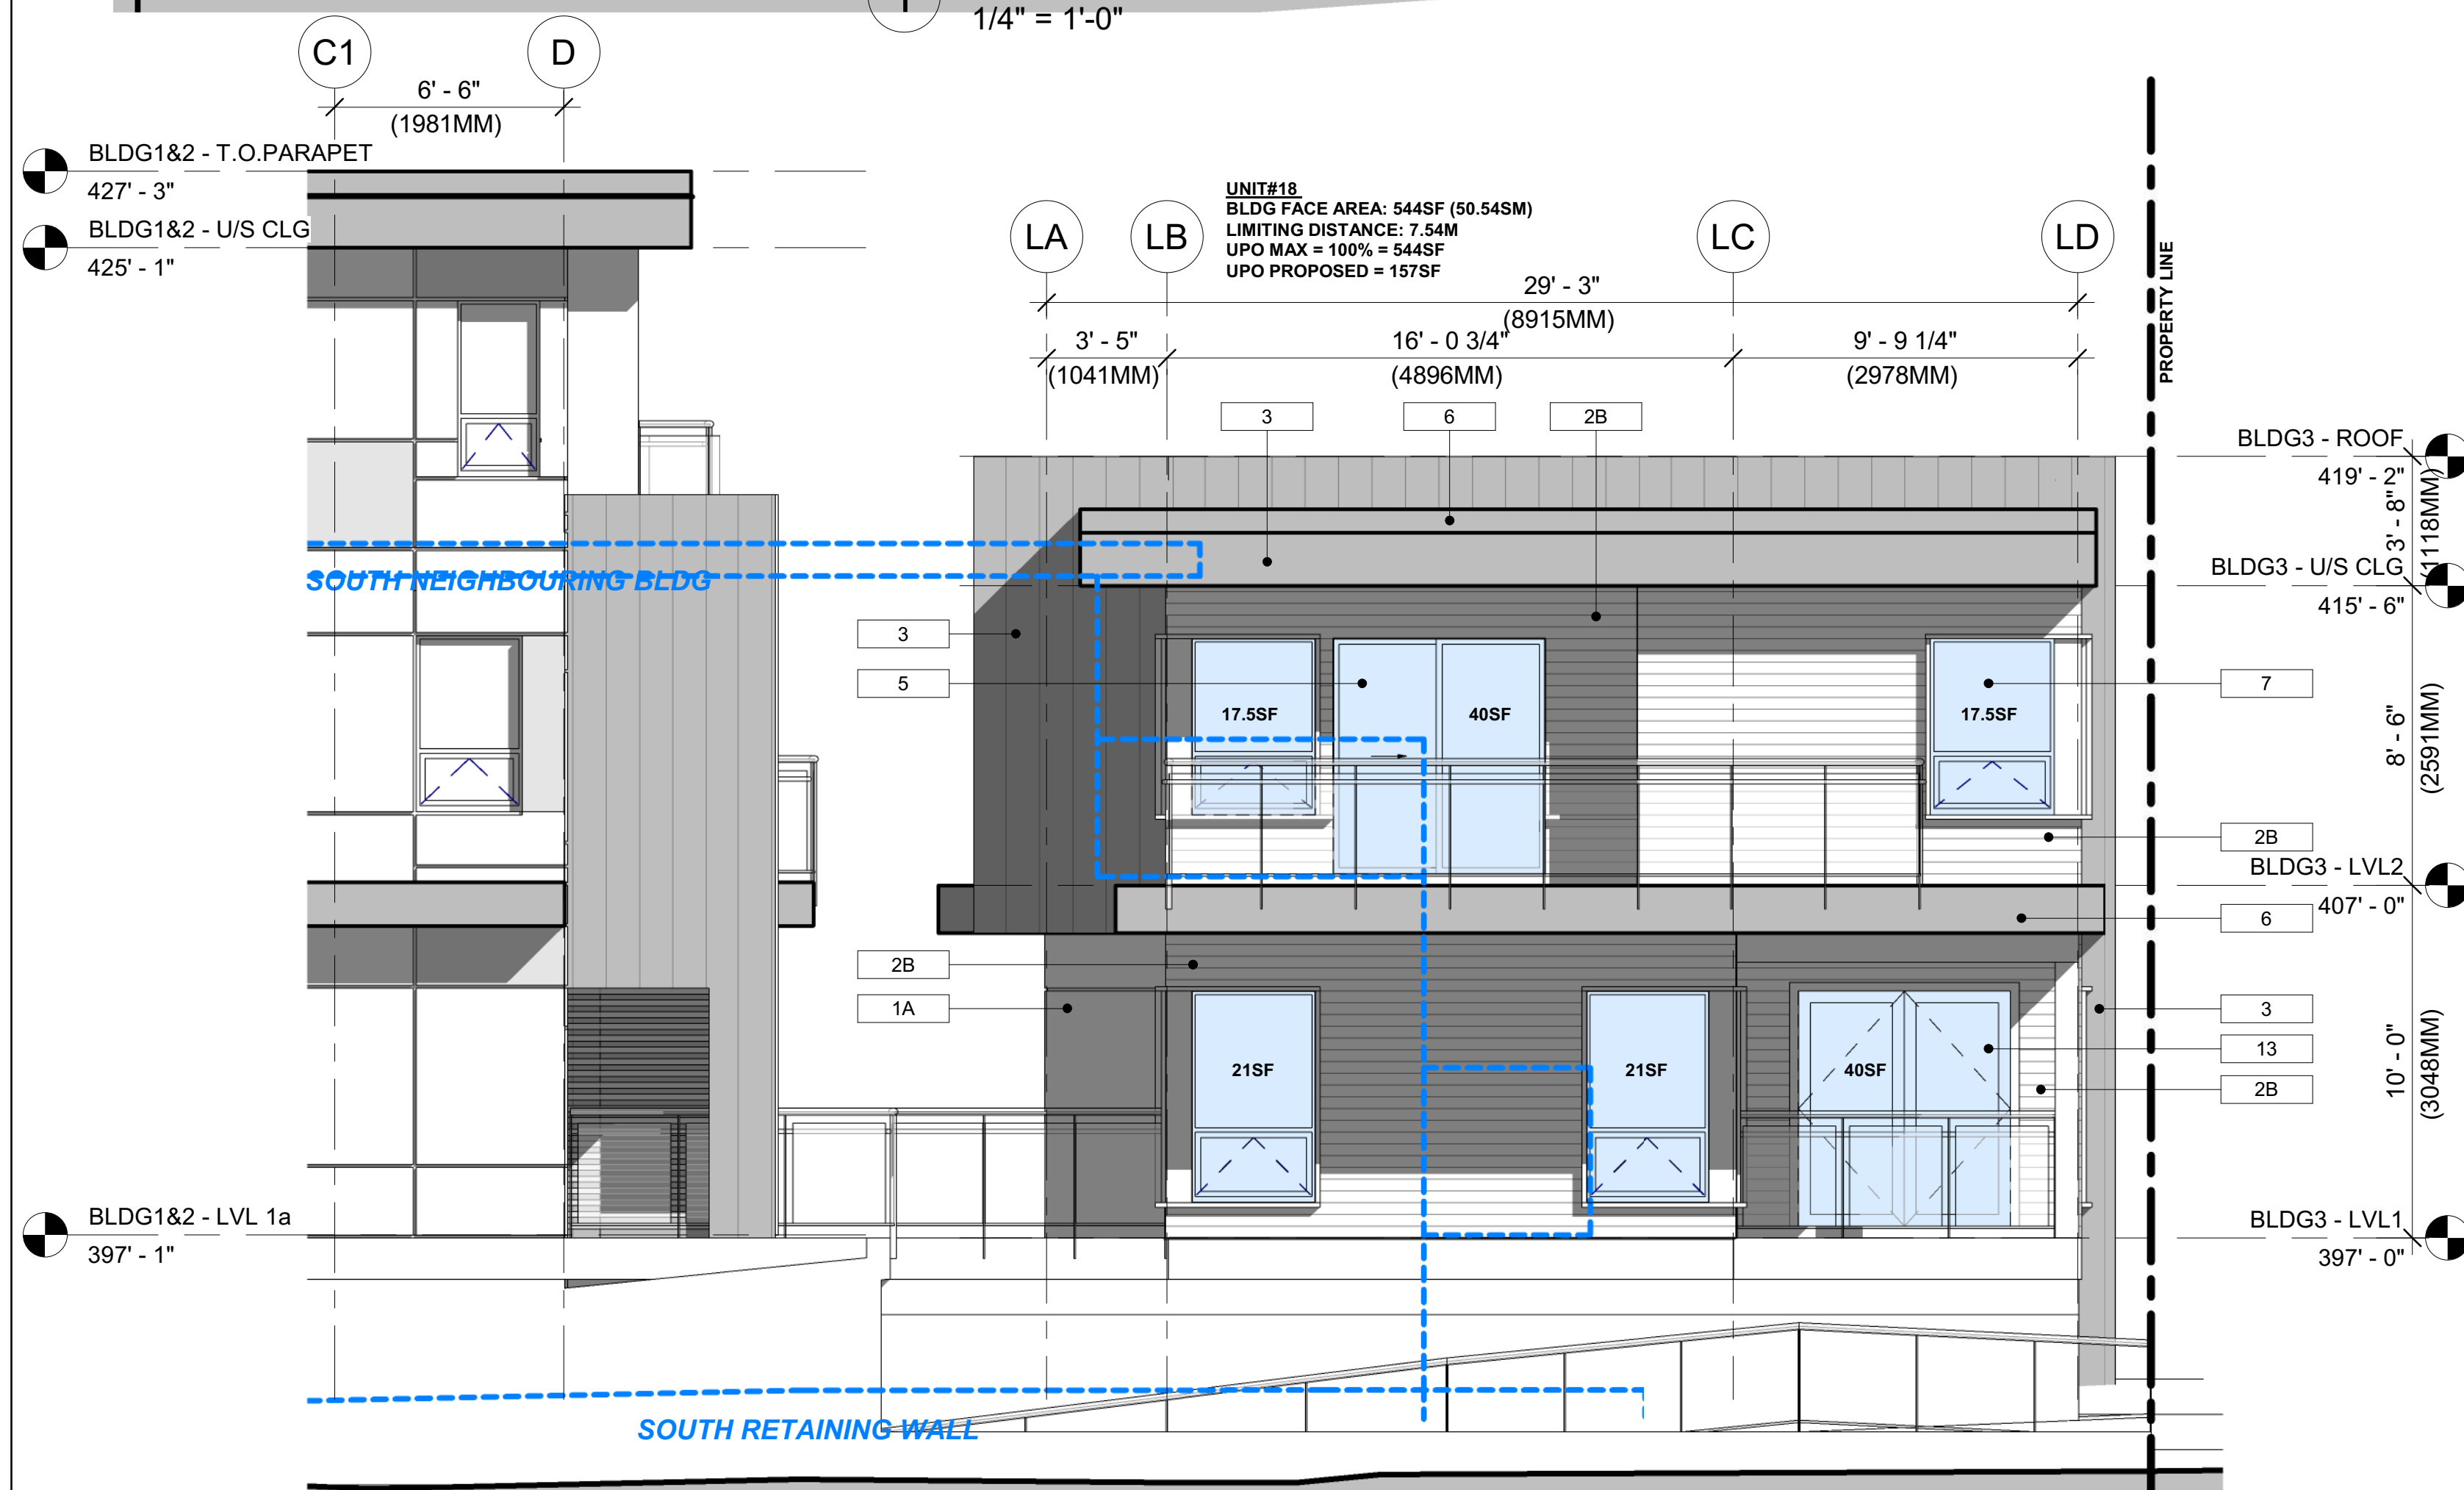 1/4" = 1'-0"
C1
D
6' - 6"
(1981MM)
BLDG1&2 - T.O.PARAPET
427' - 3"
BLDG1&2 - U/S CLG
425' - 1"
UNIT#18
BLDG FACE AREA: 544SF (50.54SM)
LIMITING DISTANCE: 7.54M
UPO MAX = 100% = 544SF
UPO PROPOSED = 157SF
LA
LB
LC
LD
PROPERTY LINE
29' - 3"
(8915MM)
3' - 5"
(1041MM)
16' - 0 3/4"
(4896MM)
9' - 9 1/4"
(2978MM)
3
6
2B
BLDG3 - ROOF
419' - 2"
3' - 8"
(1118MM)
SOUTH NEIGHBOURING BLDG
BLDG3 - U/S CLG
415' - 6"
3
5
7
17.5SF
40SF
17.5SF
8' - 6"
(2591MM)
2B
BLDG3 - LVL2
407' - 0"
6
2B
1A
3
13
2B
21SF
21SF
40SF
10' - 0"
(3048MM)
BLDG1&2 - LVL 1a
397' - 1"
BLDG3 - LVL1
397' - 0"
SOUTH RETAINING WALL